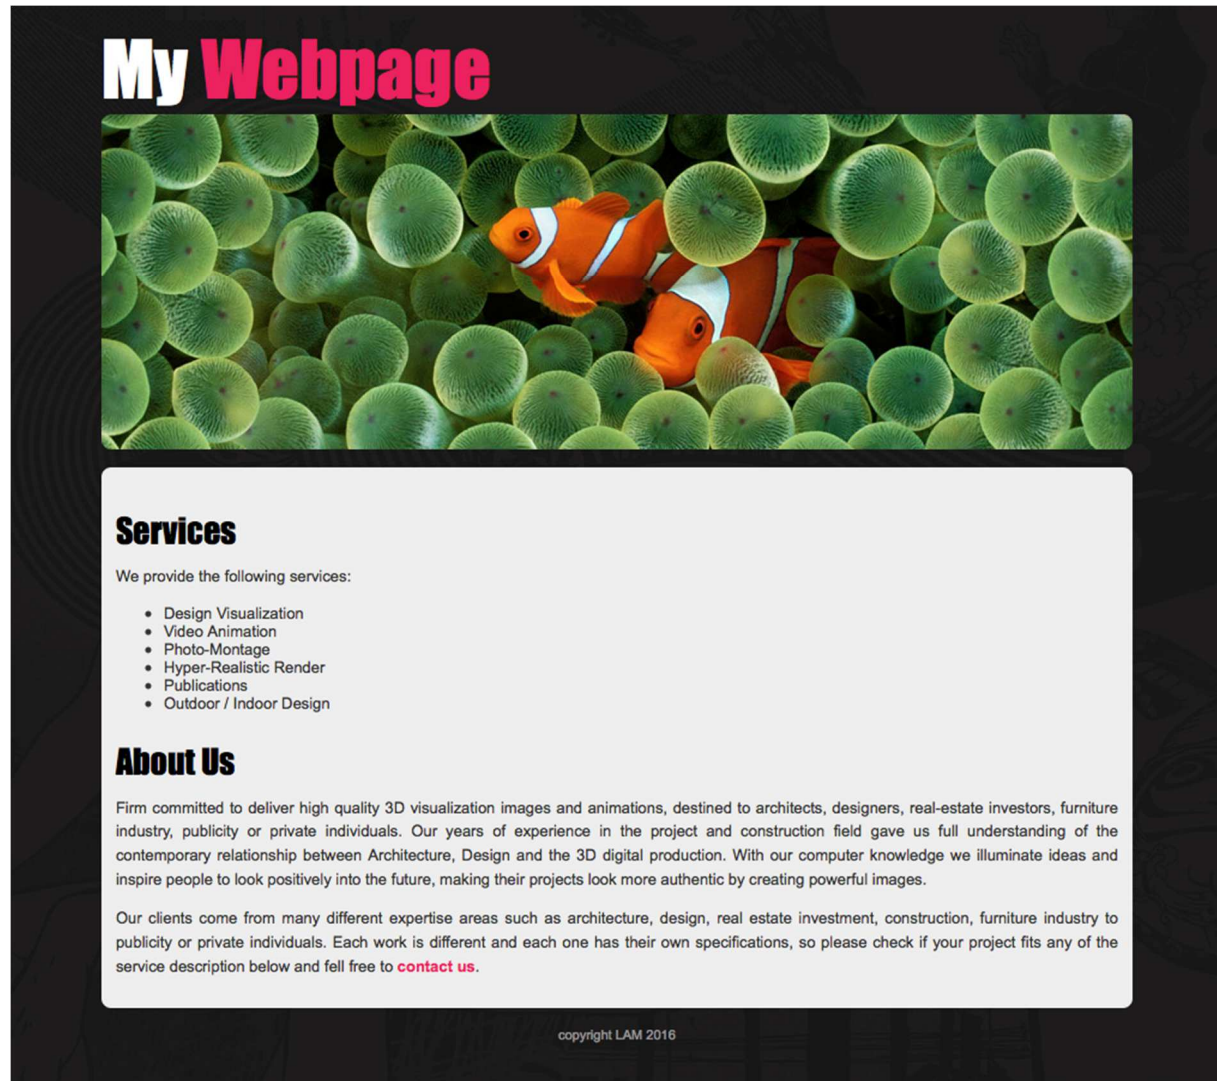 My Webpage
Services
We provide the following services:
Design Visualization
Video Animation
Photo-Montage
Hyper-Realistic Render
Publications
Outdoor / Indoor Design
About Us
Firm committed to deliver high quality 3D visualization images and animations, destined to architects, designers, real-estate investors, furniture
industry, publicity or private individuals. Our years of experience in the project and construction field gave us full understanding of the
contemporary relationship between Architecture, Design and the 3D digital production. With our computer knowledge we illuminate ideas and
inspire people to look positively into the future, making their projects look more authentic by creating powerful images.
Our clients come from many different expertise areas such as architecture, design, real estate investment, construction, furniture industry to
publicity or private individuals. Each work is different and each one has their own specifications, so please check if your project fits any of the
service description below and fell free to contact us.
copyright LAM 2016